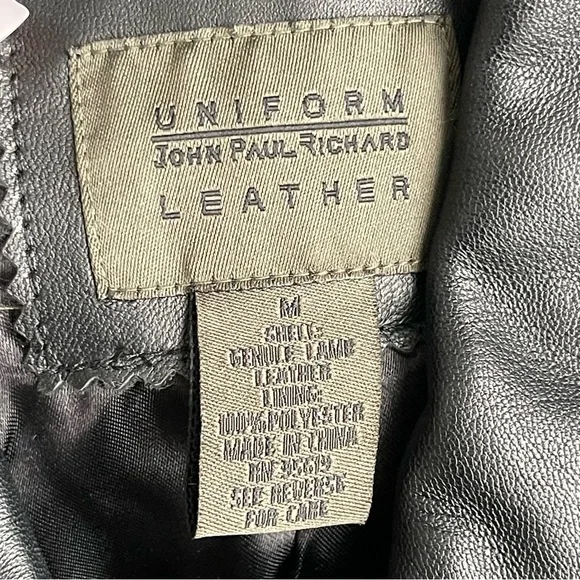 UNIFORM
JOHN PAUL RICHARD
LEATHER
M
SHELL:
GENUINE LAMB
LEATHER
LINING:
100% POLYESTER
MADE IN CHINA
RN
SEE REVERSE
FOR CARE